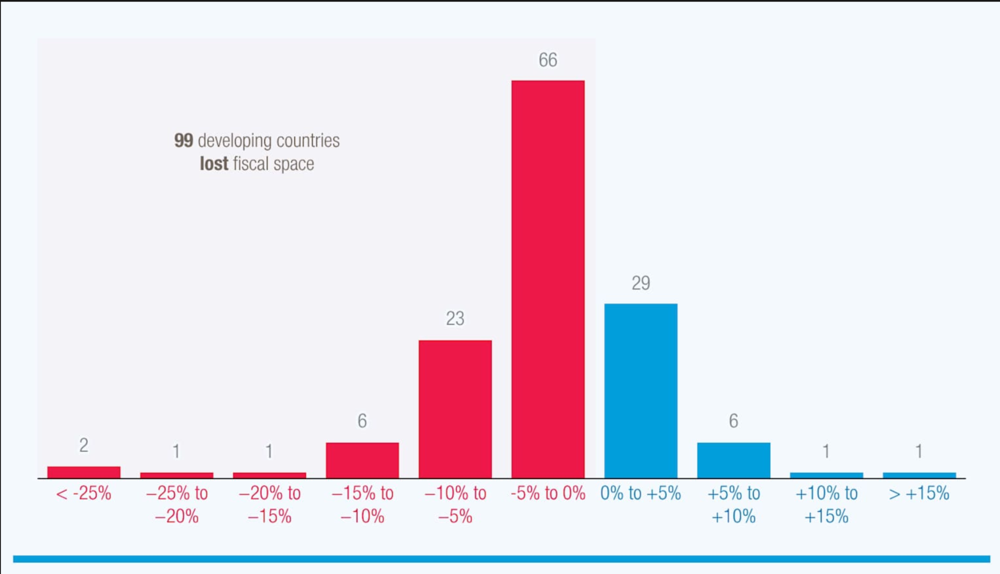 66
99 developing countries
lost fiscal space
29
23
6
6
2
1
1
1
1
< -25%
–25% to
–20%
–20% to
–15%
–15% to
–10%
–10% to
–5%
-5% to 0%
0% to +5%
+5% to
+10%
+10% to
+15%
> +15%